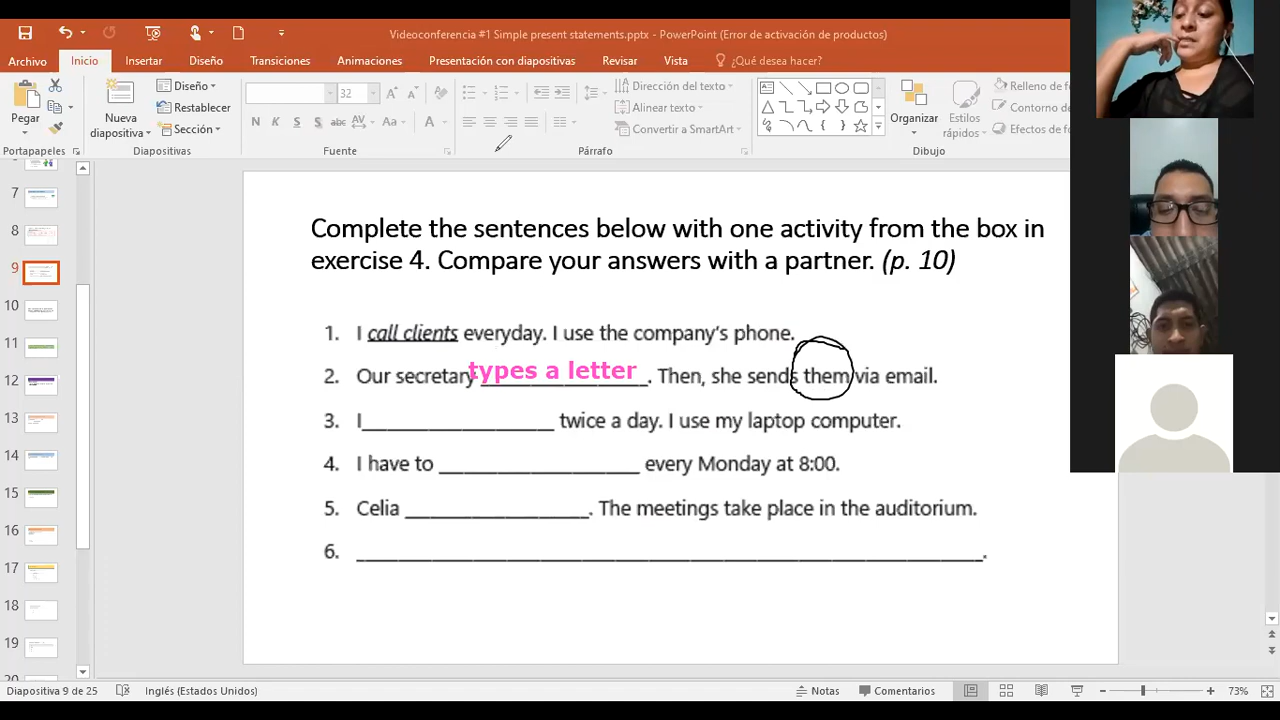 Videoconferencia #1 Simple present statements.pptx - PowerPoint (Error de activación de productos)
Archivo Inicio Insertar Diseño Transiciones Animaciones Presentación con diapositivas Revisar Vista ¿Qué desea hacer?
Pegar
Nueva diapositiva
Diseño
Restablecer
Sección
32
N K S S abc AV Aa A
Dirección del texto
Alinear texto
Convertir a SmartArt
Organizar
Estilos rápidos
Relleno de f
Contorno de
Efectos de fo
Portapapeles Diapositivas Fuente Párrafo Dibujo
7
8
9
10
11
12
13
14
15
16
17
18
19
Complete the sentences below with one activity from the box in
exercise 4. Compare your answers with a partner. (p. 10)
1. I call clients everyday. I use the company's phone.
2. Our secretary types a letter. Then, she sends them via email.
3. I____________________ twice a day. I use my laptop computer.
4. I have to ____________________ every Monday at 8:00.
5. Celia ____________________. The meetings take place in the auditorium.
6. ____________________.
Diapositiva 9 de 25 Inglés (Estados Unidos) Notas Comentarios 73%